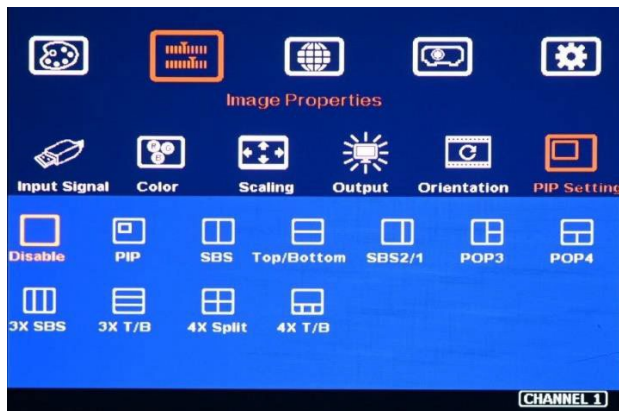 Image Properties
Input Signal Color Scaling Output Orientation PIP Setting
Disable PIP SBS Top/Bottom SBS2/1 POP3 POP4
3X SBS 3X T/B 4X Split 4X T/B
CHANNEL 1